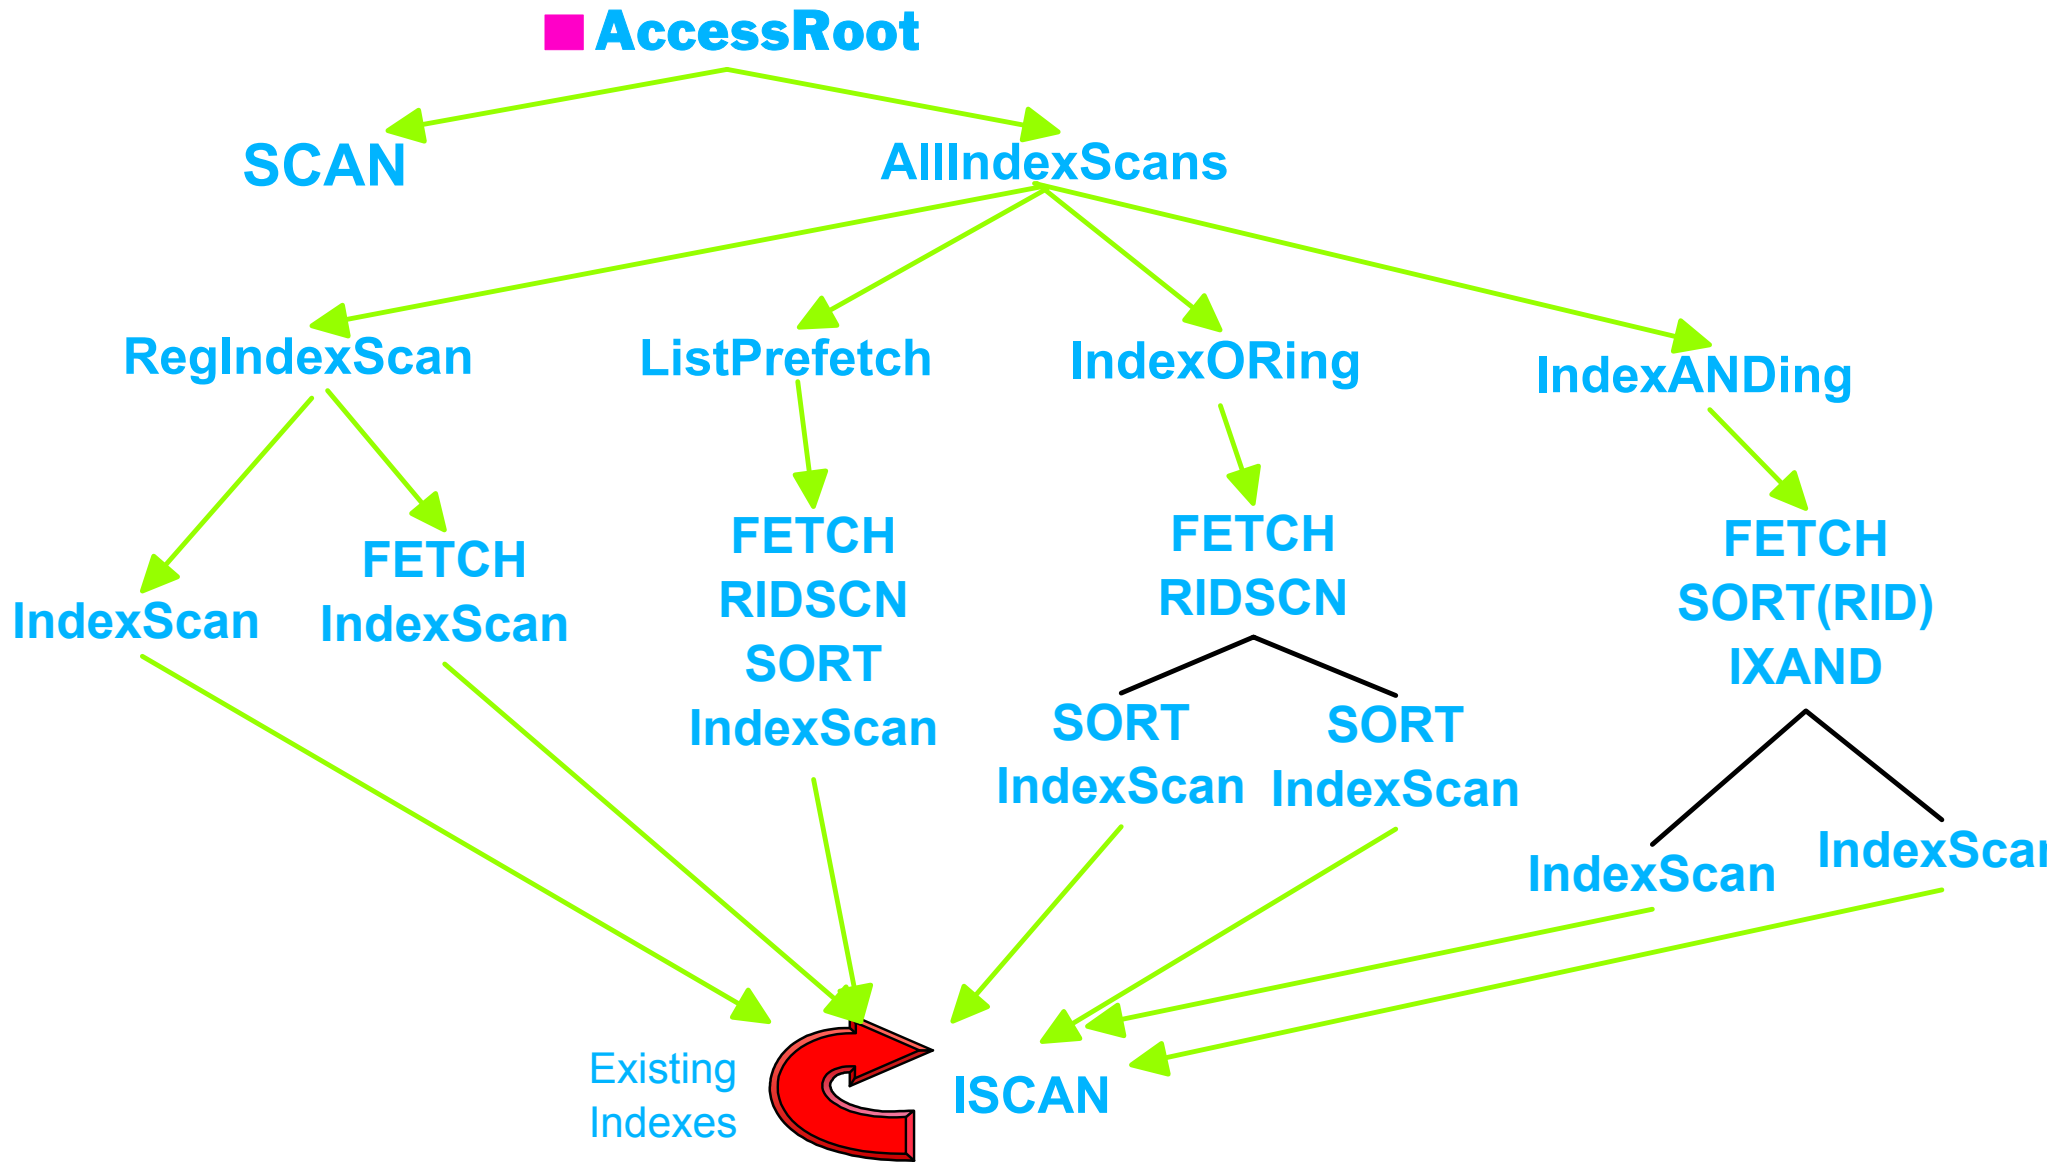 AccessRoot
SCAN
AllIndexScans
RegIndexScan
ListPrefetch
IndexORing
IndexANDing
IndexScan
FETCH
IndexScan
FETCH
RIDSCN
SORT
IndexScan
FETCH
RIDSCN
SORT
IndexScan
SORT
IndexScan
FETCH
SORT(RID)
IXAND
IndexScan
IndexScan
Existing
Indexes
ISCAN